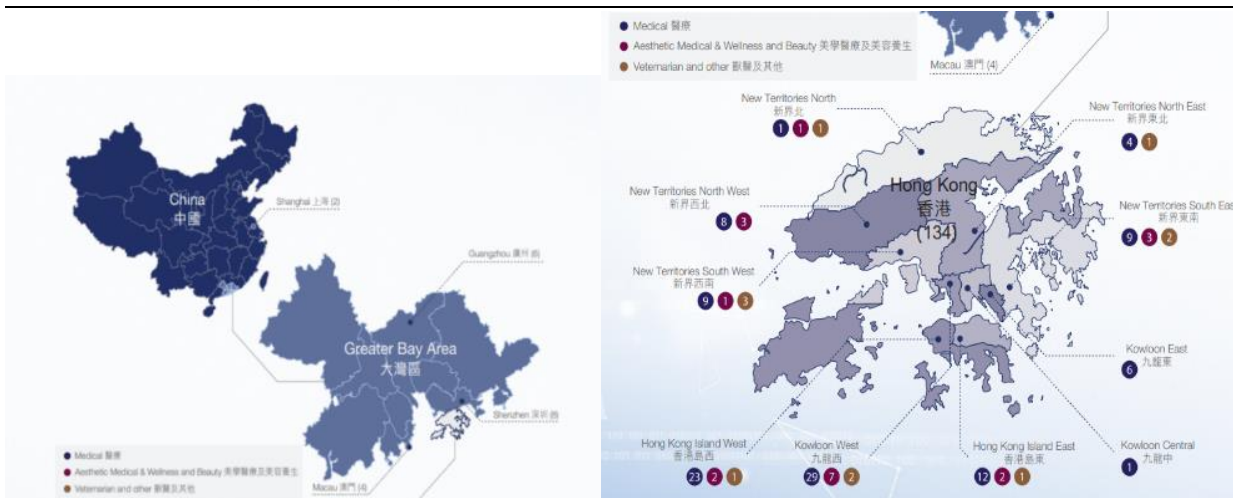 China
中國
Shanghai 上海 (2)
Guangzhou 廣州
Greater Bay Area
大灣區
Shenzhen 深圳
Medical 醫療
Aesthetic Medical & Wellness and Beauty 美學醫療及美容養生
Veternarian and other 獸醫及其他
Macau 澳門 (4)
Medical 醫療
Aesthetic Medical & Wellness and Beauty 美學醫療及美容養生
Veternarian and other 獸醫及其他
Macau 澳門 (4)
New Territories North
新界北
1 1 1
New Territories North East
新界東北
4 1
New Territories North West
新界西北
8 3
Hong Kong
香港
(134)
New Territories South East
新界東南
9 3 2
New Territories South West
新界西南
9 1 3
Kowloon East
九龍東
6
Hong Kong Island West
香港島西
23 2 1
Kowloon West
九龍西
29 7 2
Hong Kong Island East
香港島東
12 2 1
Kowloon Central
九龍中
1